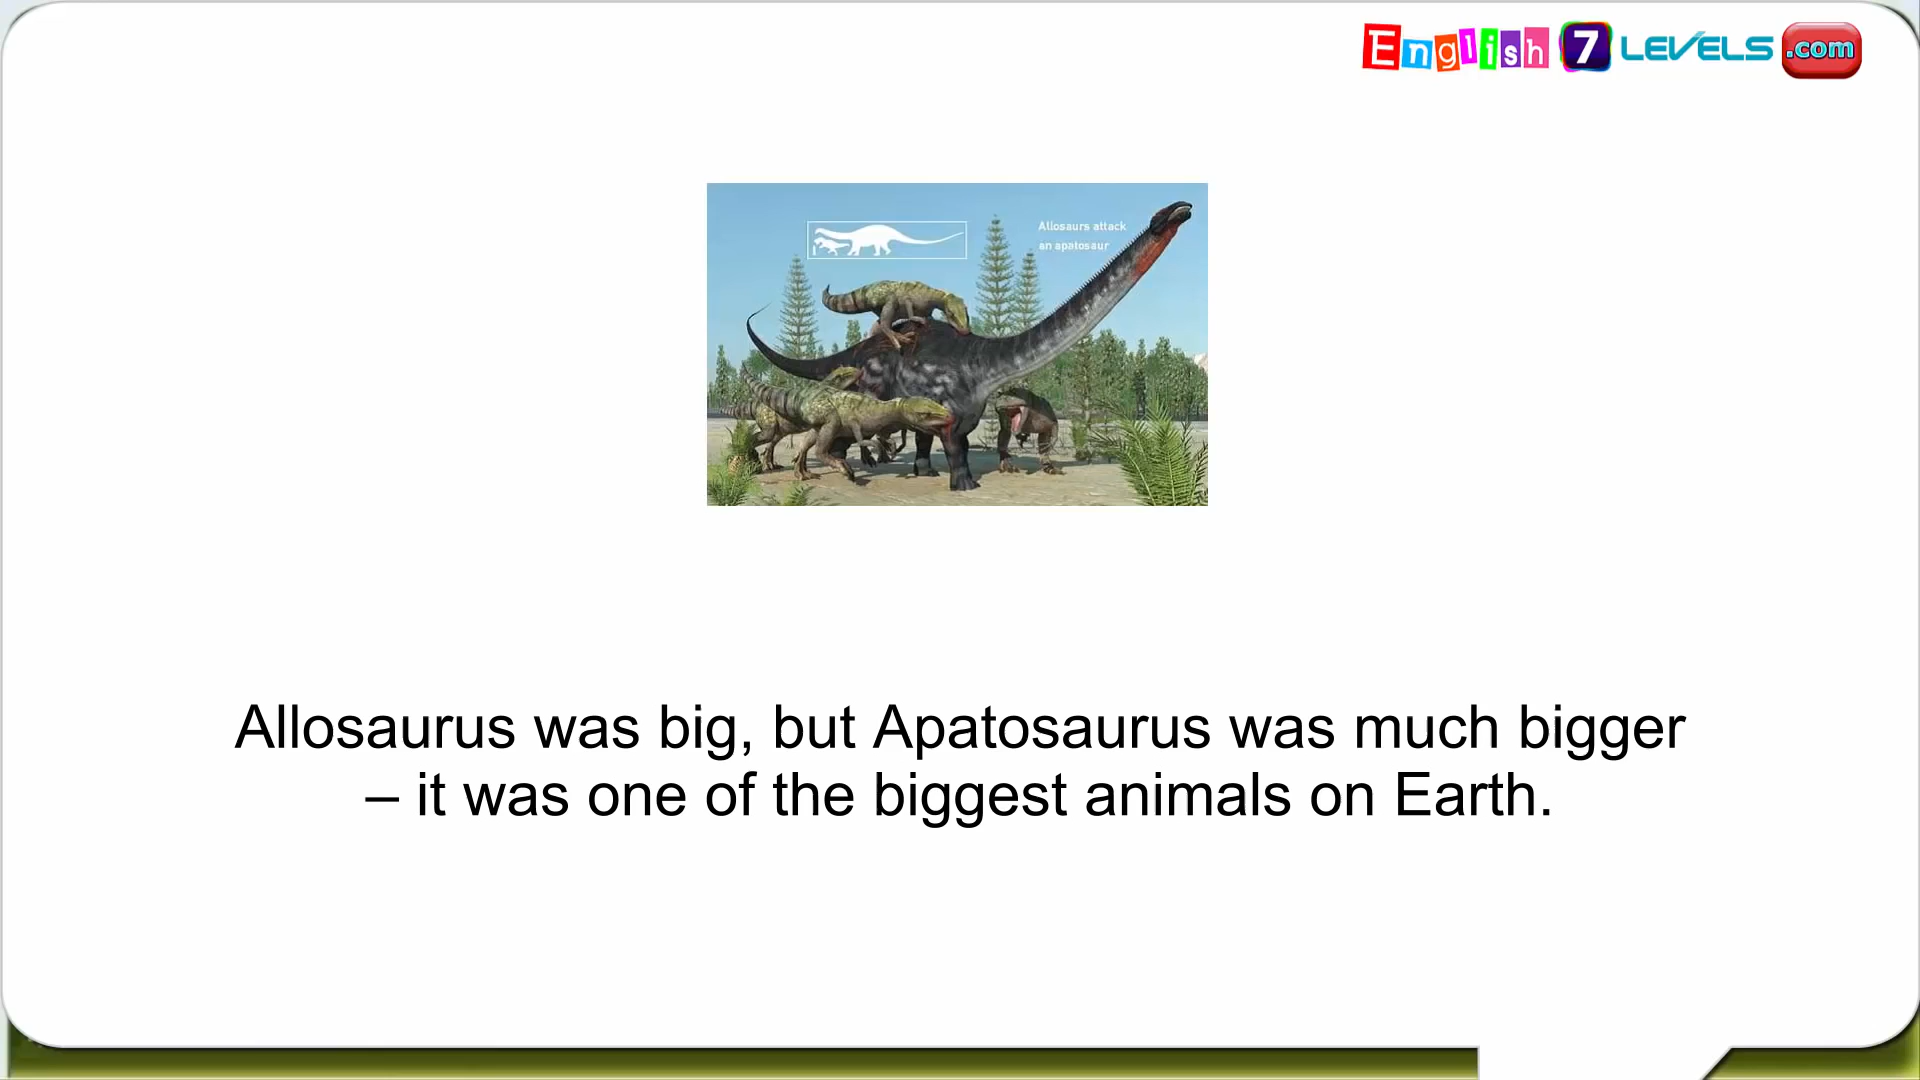 English 7 LEVELS .com
Allosaurs attack
an apatosaur
Allosaurus was big, but Apatosaurus was much bigger
– it was one of the biggest animals on Earth.